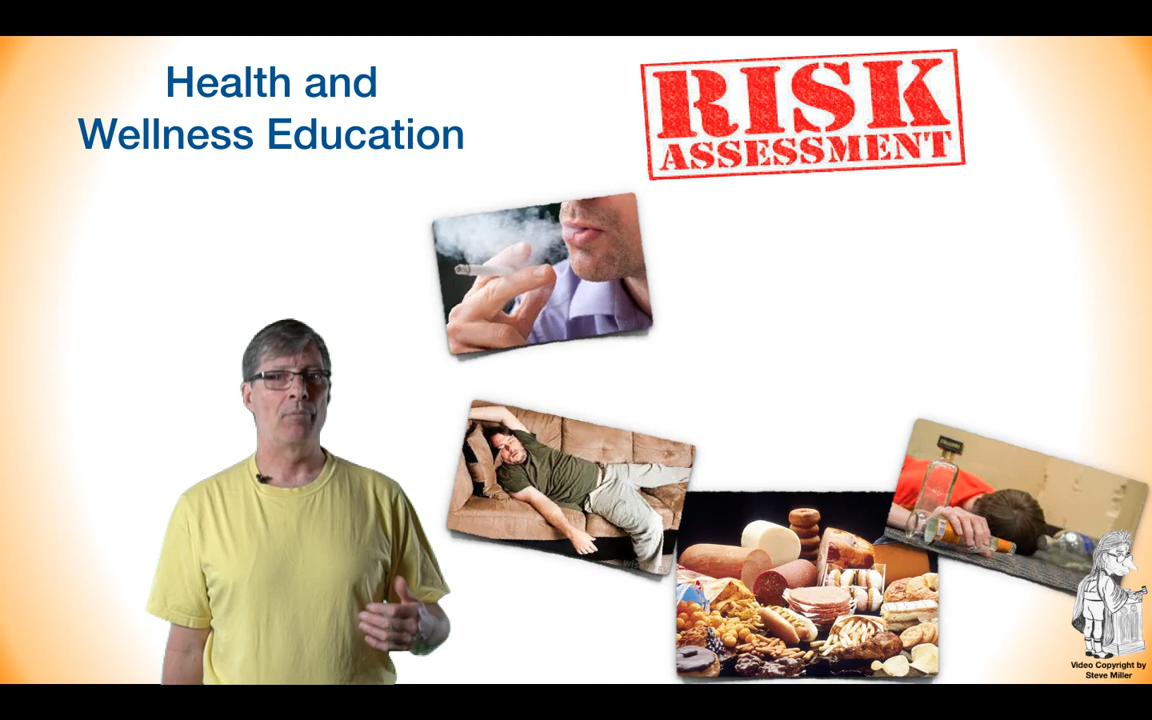 Health and
Wellness Education
RISK
ASSESSMENT
Video Copyright by
Steve Miller